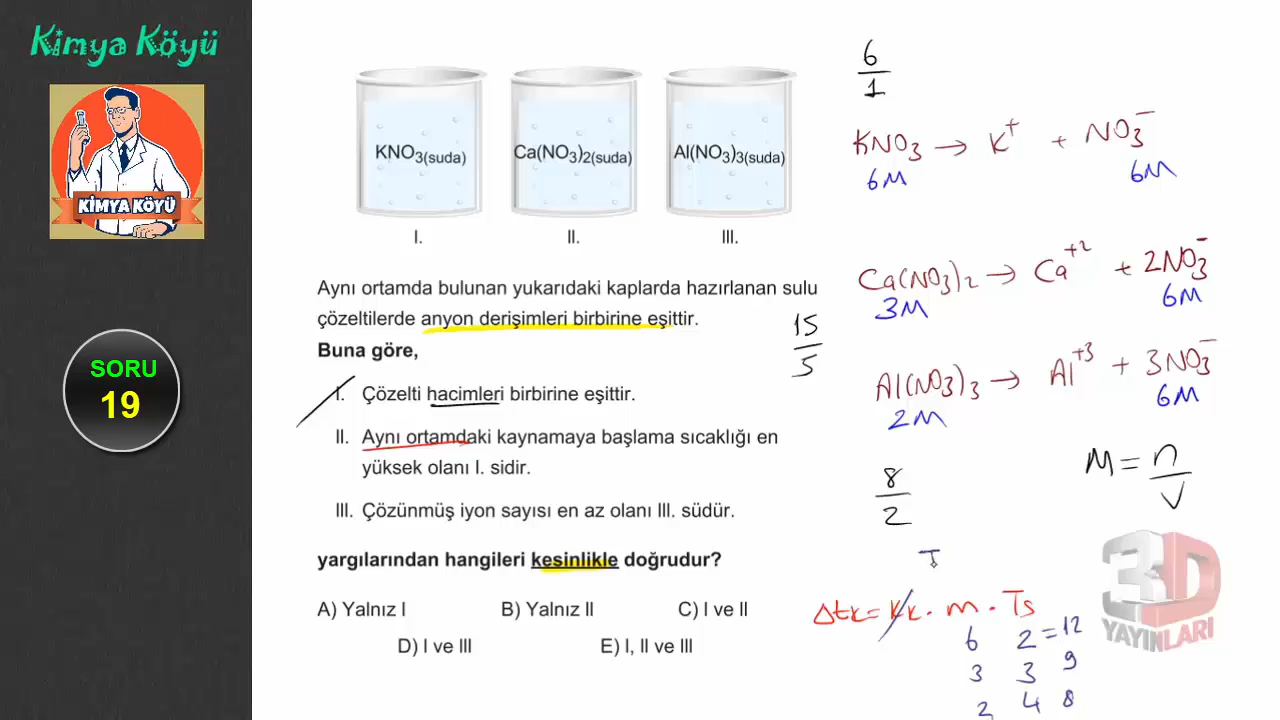 Kimya Köyü
KİMYA KÖYÜ
SORU
19
KNO3(suda)
Ca(NO3)2(suda)
Al(NO3)3(suda)
I.
II.
III.
Aynı ortamda bulunan yukarıdaki kaplarda hazırlanan sulu
çözeltilerde anyon derişimleri birbirine eşittir.
Buna göre,
I. Çözelti hacimleri birbirine eşittir.
II. Aynı ortamdaki kaynamaya başlama sıcaklığı en
yüksek olanı I. sidir.
III. Çözünmüş iyon sayısı en az olanı III. südür.
yargılarından hangileri kesinlikle doğrudur?
A) Yalnız I B) Yalnız II C) I ve II
D) I ve III E) I, II ve III
6
1
KNO3 → K+ + NO3-
6M 6M
Ca(NO3)2 → Ca+2 + 2NO3-
3M 6M
15
5
Al(NO3)3 → Al+3 + 3NO3-
2M 6M
M = n
V
8
2
T
Δtk = Kk . m . Ts
6 2 = 12
3 3 9
2 4 8
3D
YAYINLARI